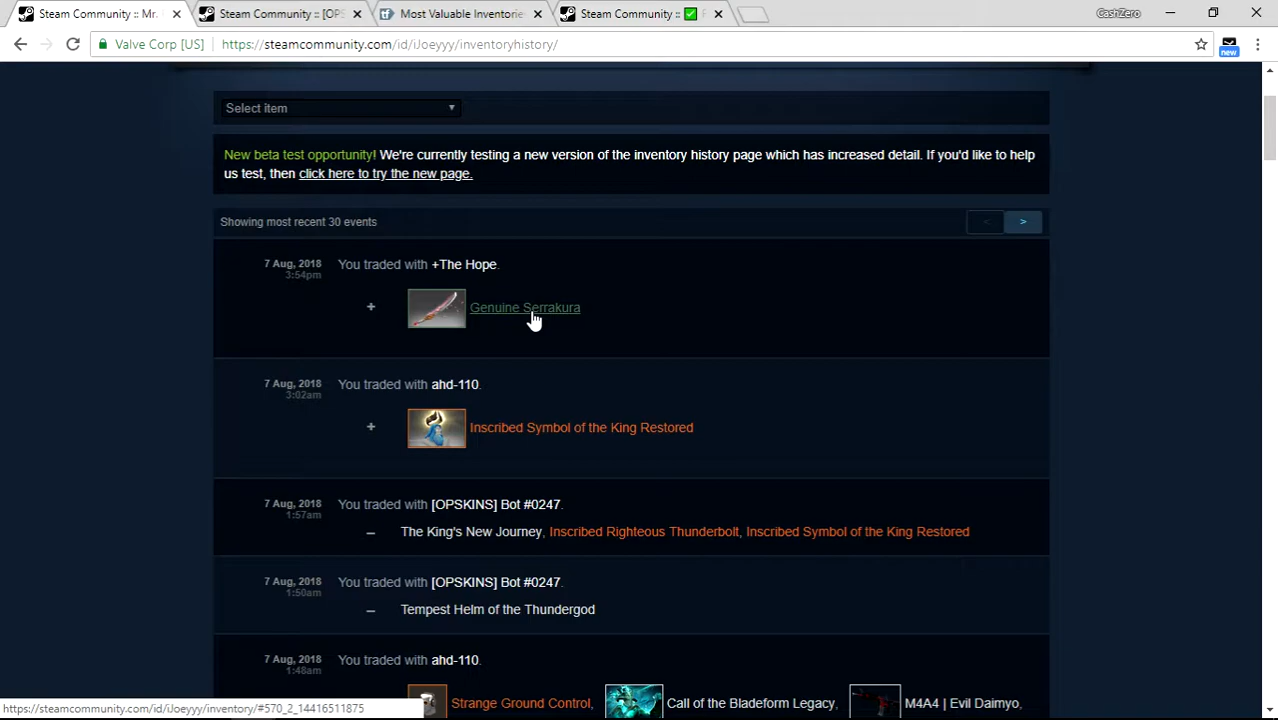 Steam Community :: Mr.
Steam Community :: [OPS
Most Valuable Inventorie
Steam Community :: ✅
CashZero
Valve Corp [US]
https://steamcommunity.com/id/iJoeyyy/inventoryhistory/
new
Select item
New beta test opportunity! We're currently testing a new version of the inventory history page which has increased detail. If you'd like to help
us test, then click here to try the new page.
Showing most recent 30 events
< >
7 Aug, 2018
3:54pm
You traded with +The Hope.
+ Genuine Serrakura
7 Aug, 2018
3:02am
You traded with ahd-110.
+ Inscribed Symbol of the King Restored
7 Aug, 2018
1:57am
You traded with [OPSKINS] Bot #0247.
– The King's New Journey, Inscribed Righteous Thunderbolt, Inscribed Symbol of the King Restored
7 Aug, 2018
1:50am
You traded with [OPSKINS] Bot #0247.
– Tempest Helm of the Thundergod
7 Aug, 2018
1:48am
You traded with ahd-110.
Strange Ground Control, Call of the Bladeform Legacy, M4A4 | Evil Daimyo,
https://steamcommunity.com/id/iJoeyyy/inventory/#570_2_14416511875